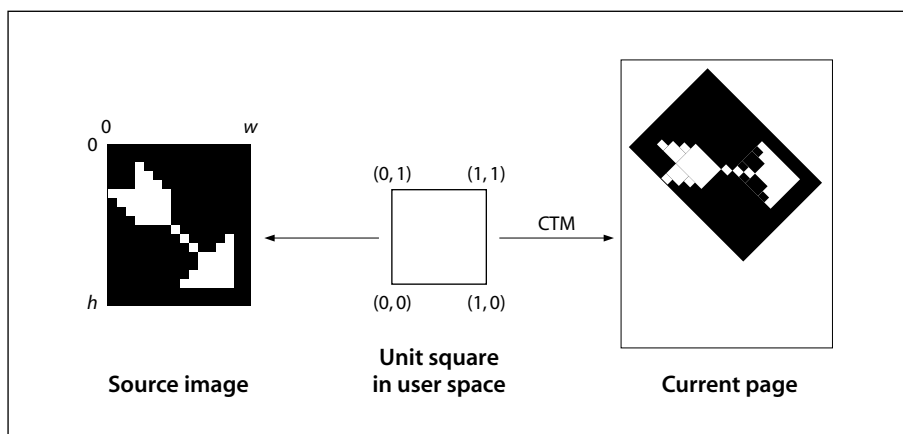 0 w
0
(0, 1) (1, 1)
CTM
h
(0, 0) (1, 0)
Unit square
Source image in user space Current page